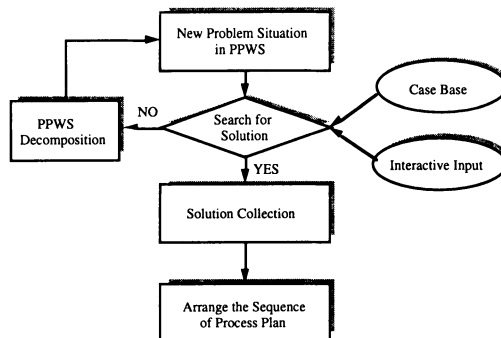 New Problem Situation
in PPWS
Case Base
NO
PPWS
Decomposition
Search for
Solution
Interactive Input
YES
Solution Collection
Arrange the Sequence
of Process Plan